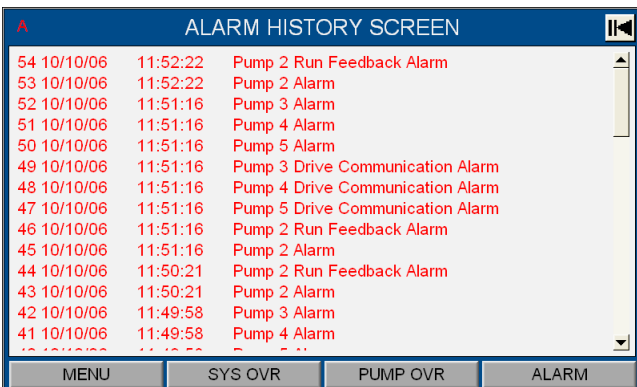 A ALARM HISTORY SCREEN
54 10/10/06 11:52:22 Pump 2 Run Feedback Alarm
53 10/10/06 11:52:22 Pump 2 Alarm
52 10/10/06 11:51:16 Pump 3 Alarm
51 10/10/06 11:51:16 Pump 4 Alarm
50 10/10/06 11:51:16 Pump 5 Alarm
49 10/10/06 11:51:16 Pump 3 Drive Communication Alarm
48 10/10/06 11:51:16 Pump 4 Drive Communication Alarm
47 10/10/06 11:51:16 Pump 5 Drive Communication Alarm
46 10/10/06 11:51:16 Pump 2 Run Feedback Alarm
45 10/10/06 11:51:16 Pump 2 Alarm
44 10/10/06 11:50:21 Pump 2 Run Feedback Alarm
43 10/10/06 11:50:21 Pump 2 Alarm
42 10/10/06 11:49:58 Pump 3 Alarm
41 10/10/06 11:49:58 Pump 4 Alarm
MENU SYS OVR PUMP OVR ALARM